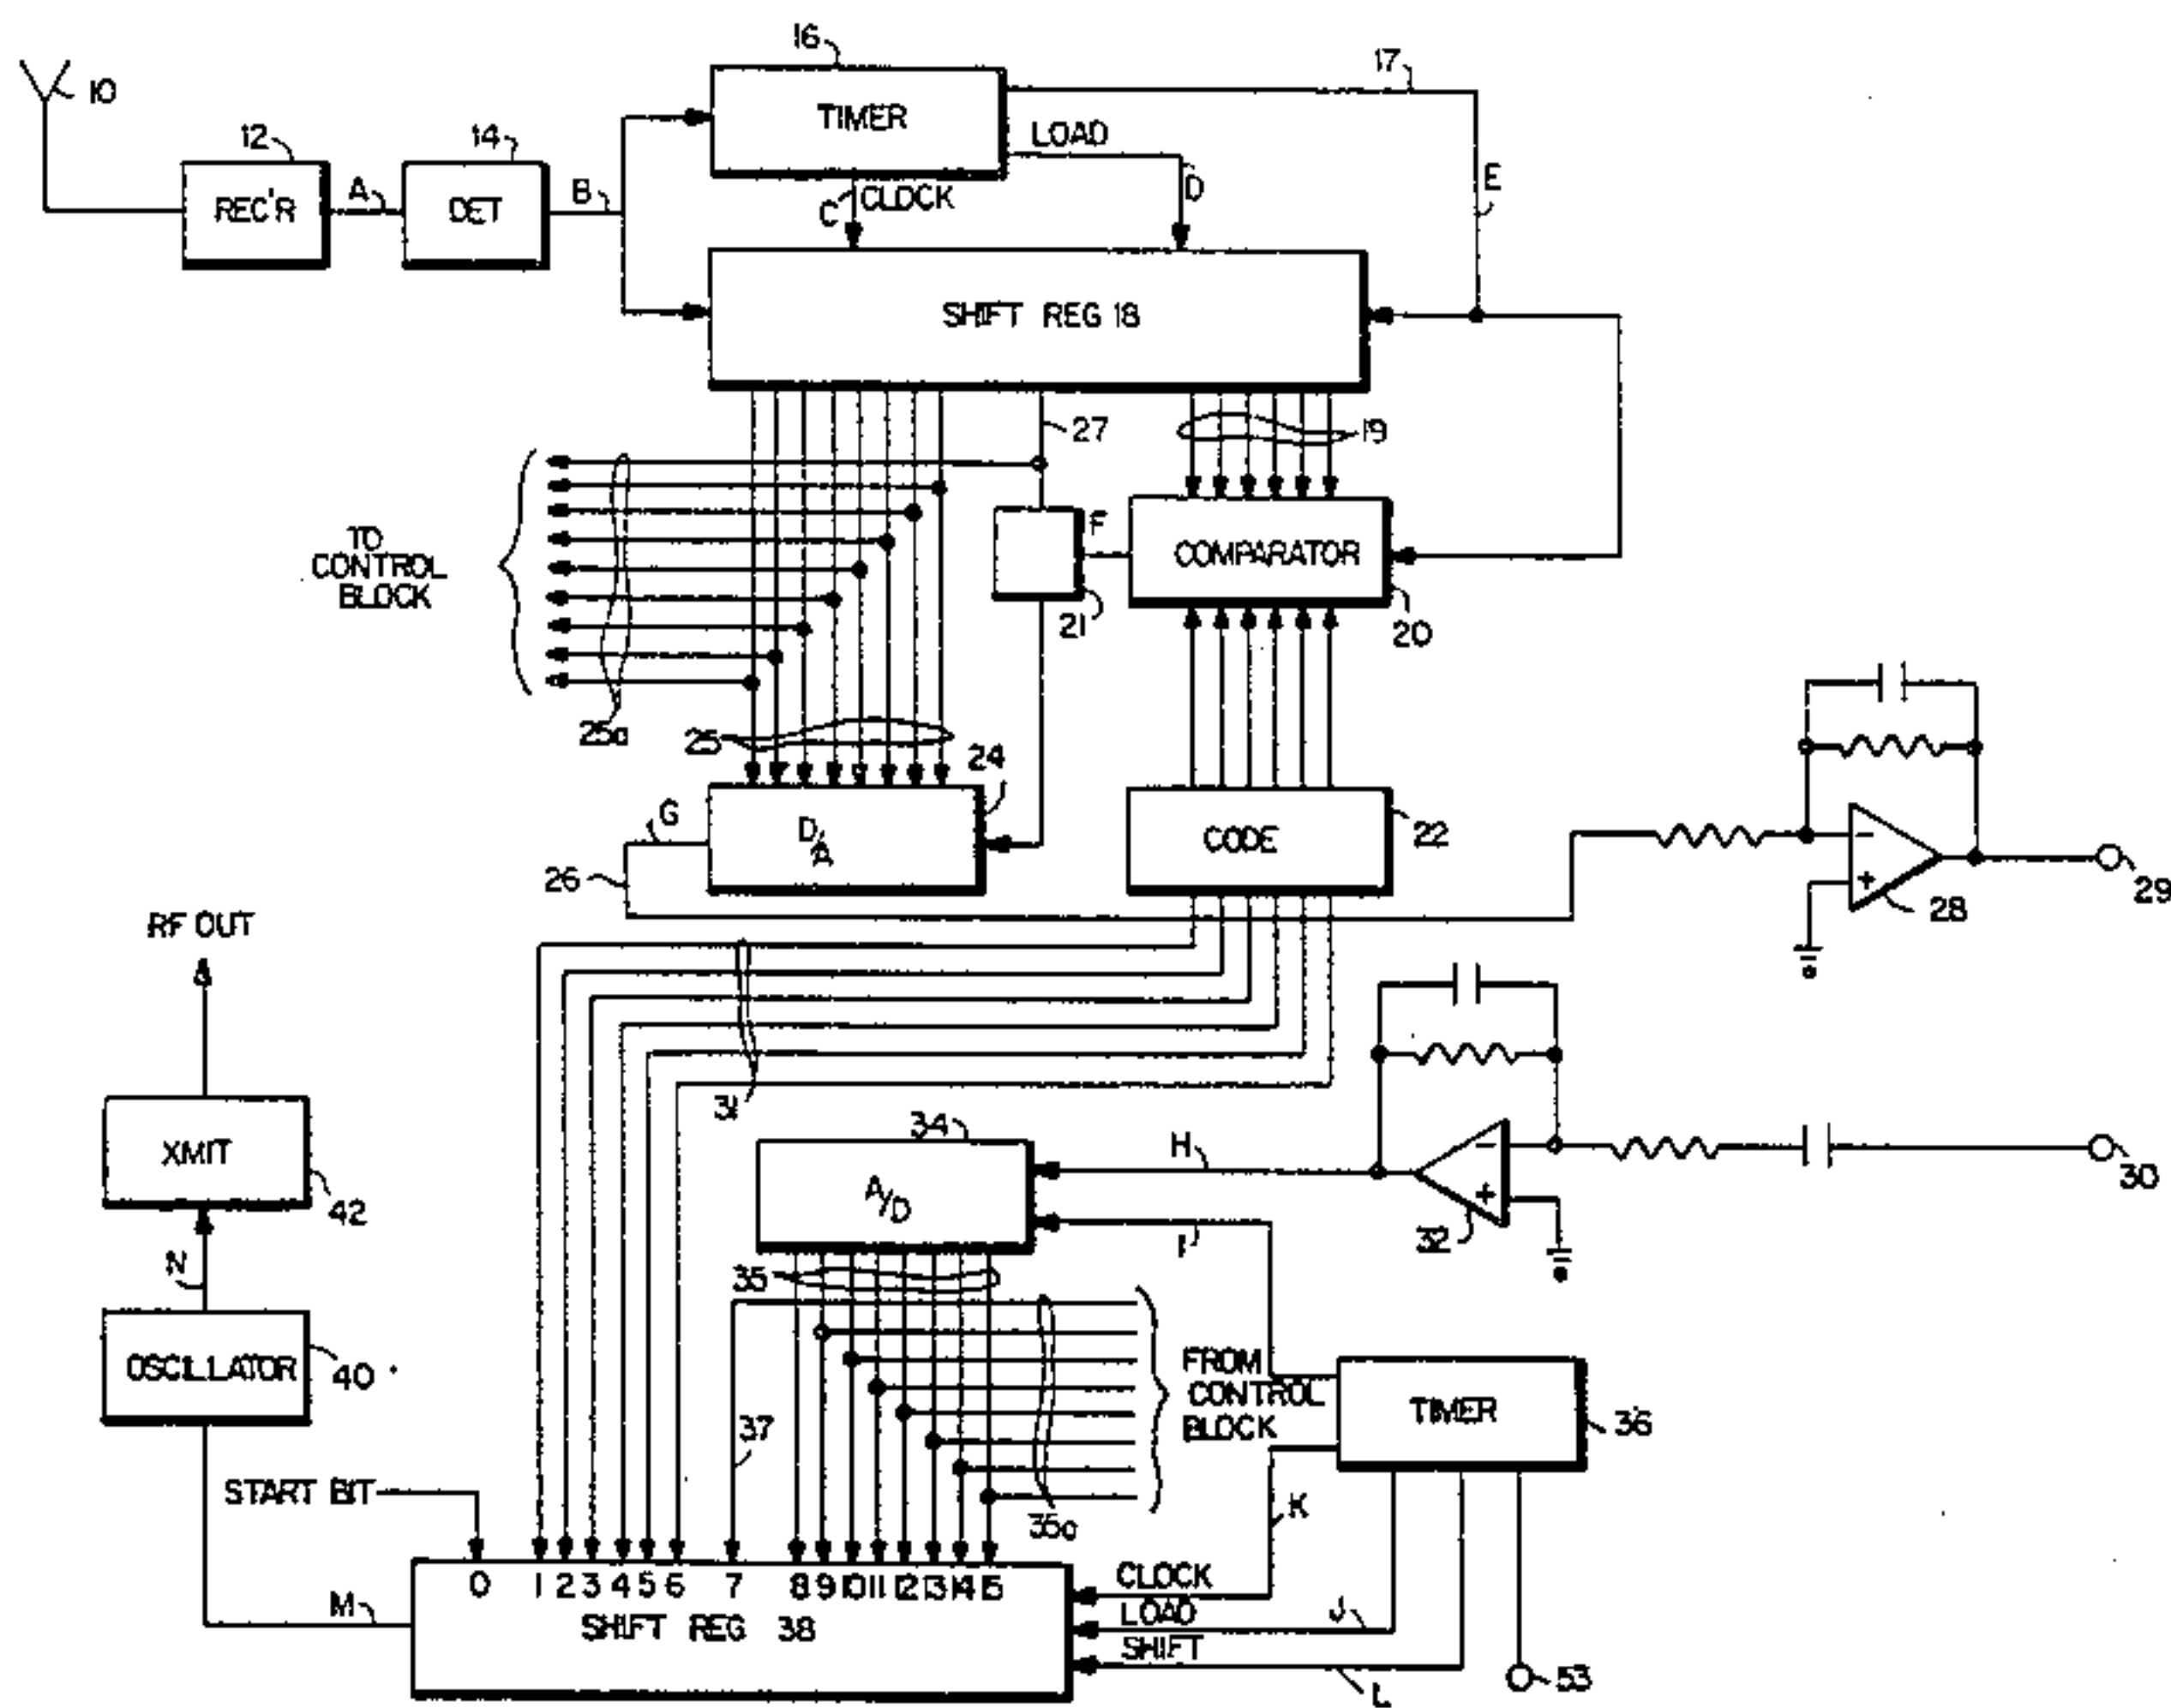 10
16
17
TIMER
LOAD
12
14
A
B
REC'R
DET
C
CLOCK
D
E
SHIFT REG 18
27
19
TO
CONTROL
BLOCK
F
COMPARATOR
21
20
25a
25
24
G
D/A
CODE
22
26
28
29
RF OUT
31
34
XMIT
42
H
A/D
I
32
30
N
35
OSCILLATOR
40
FROM
CONTROL
BLOCK
TIMER
36
37
35a
K
START BIT
M
0 1 2 3 4 5 6 7 8 9 10 11 12 13 14 15
SHIFT REG 38
CLOCK
LOAD
J
SHIFT
L
53